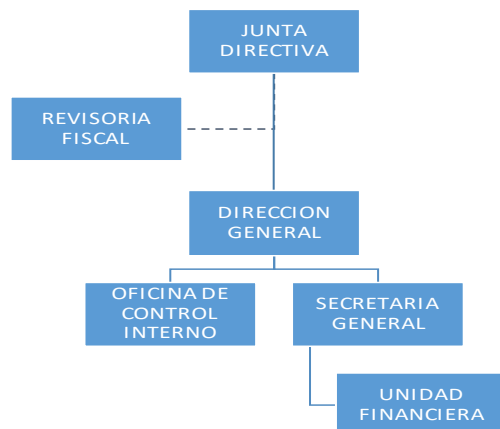 JUNTA
DIRECTIVA
REVISORIA
FISCAL
DIRECCION
GENERAL
OFICINA DE
CONTROL
INTERNO
SECRETARIA
GENERAL
UNIDAD
FINANCIERA